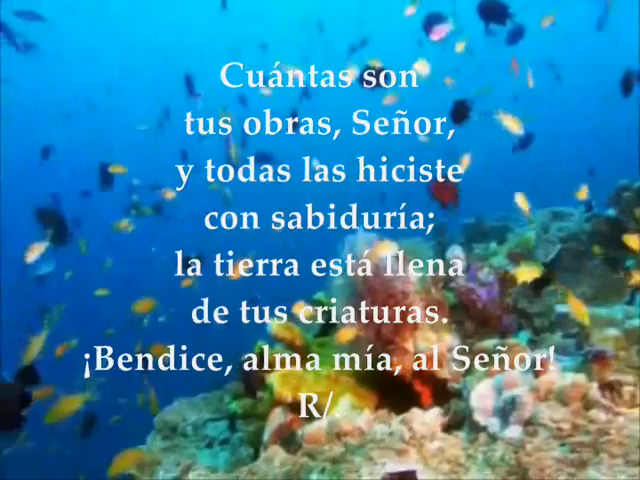 Cuántas son
tus obras, Señor,
y todas las hiciste
con sabiduría;
la tierra está llena
de tus criaturas.
¡Bendice, alma mía, al Señor!
R/.